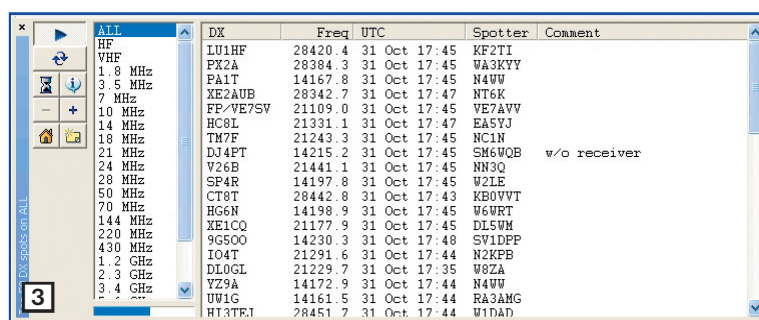 DX Freq UTC Spotter Comment
LU1HF 28420.4 31 Oct 17:45 KF2TI
PX2A 28384.3 31 Oct 17:45 WA3KYY
PA1T 14167.8 31 Oct 17:45 N4WW
XE2AUB 28342.7 31 Oct 17:47 NT6K
FP/VE7SV 21109.0 31 Oct 17:45 VE7AVV
HC8L 21331.1 31 Oct 17:47 EA5YJ
TM7F 21243.3 31 Oct 17:45 NC1N
DJ4PT 14215.2 31 Oct 17:45 SM6WQB w/o receiver
V26B 21441.1 31 Oct 17:45 NN3Q
SP4R 14197.8 31 Oct 17:45 W2LE
CT8T 28442.8 31 Oct 17:43 KB0VVT
HG6N 14198.9 31 Oct 17:45 W6WRT
XE1CQ 21177.9 31 Oct 17:45 DL5WM
9G5OO 14230.3 31 Oct 17:48 SV1DPP
IO4T 21291.6 31 Oct 17:44 N2KPB
DL0GL 21229.7 31 Oct 17:35 W8ZA
YZ9A 14172.9 31 Oct 17:44 N4WW
UW1G 14161.5 31 Oct 17:44 RA3AMG
HI3TEJ 28451.7 31 Oct 17:44 W1DAD
ALL
HF
VHF
1.8 MHz
3.5 MHz
7 MHz
10 MHz
14 MHz
18 MHz
21 MHz
24 MHz
28 MHz
50 MHz
70 MHz
144 MHz
220 MHz
430 MHz
1.2 GHz
2.3 GHz
3.4 GHz
DX spots on ALL
3